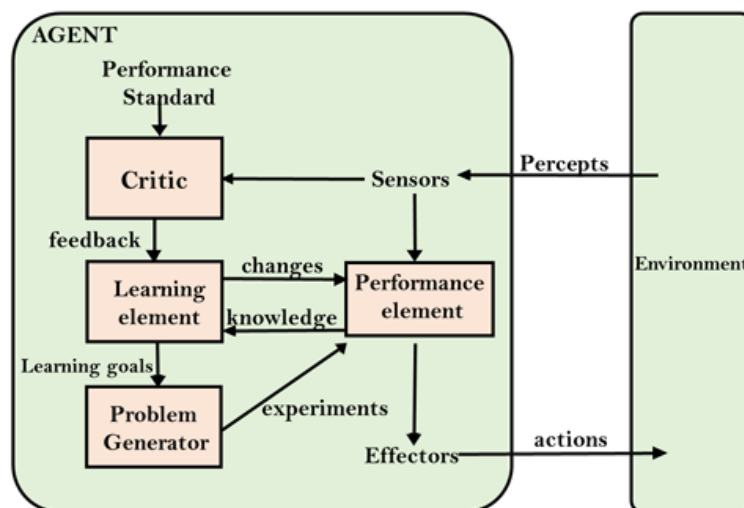 AGENT
Performance
Standard
Critic
Sensors
Percepts
feedback
changes
Environment
Learning
element
Performance
element
knowledge
Learning goals
Problem
Generator
experiments
Effectors
actions